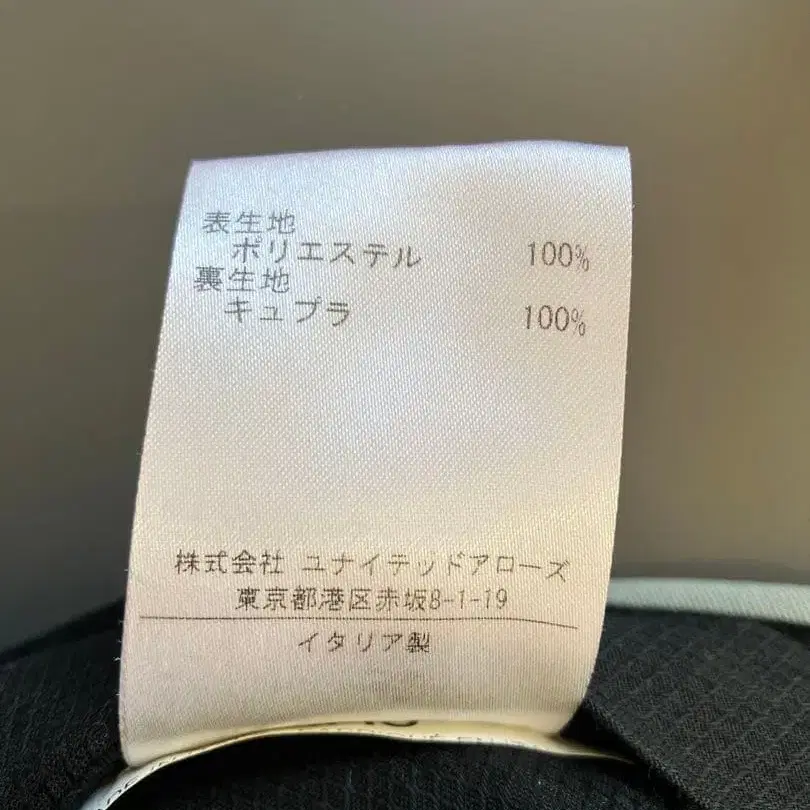 表生地
ポリエステル 100%
裏生地
キュプラ 100%
株式会社 ユナイテッドアローズ
東京都港区赤坂8-1-19
イタリア製